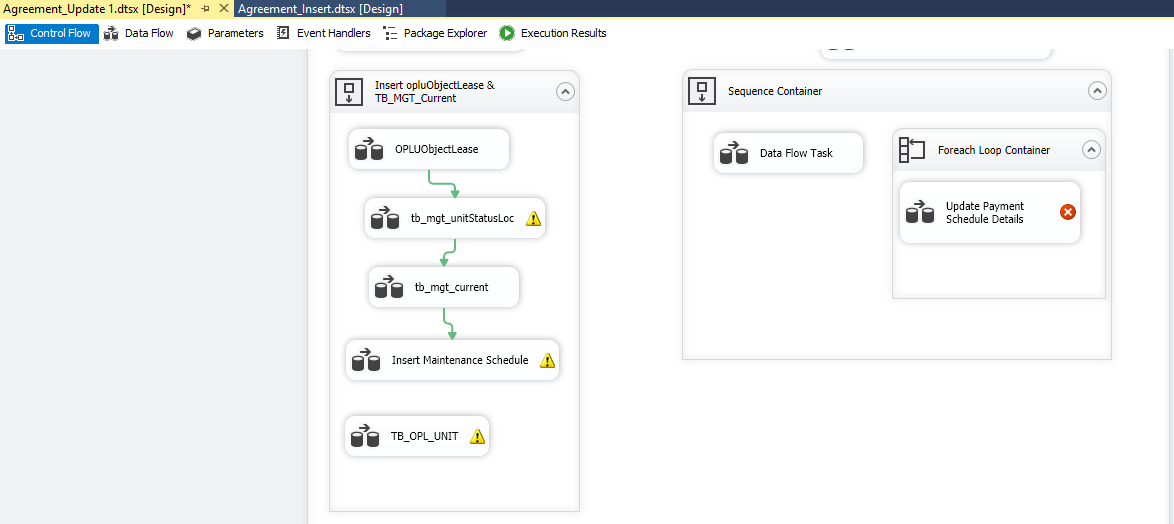 Agreement_Update 1.dtsx [Design]*
Agreement_Insert.dtsx [Design]
Control Flow
Data Flow
Parameters
Event Handlers
Package Explorer
Execution Results
Insert opluObjectLease &
TB_MGT_Current
OPLUObjectLease
tb_mgt_unitStatusLoc
tb_mgt_current
Insert Maintenance Schedule
TB_OPL_UNIT
Sequence Container
Data Flow Task
Foreach Loop Container
Update Payment
Schedule Details